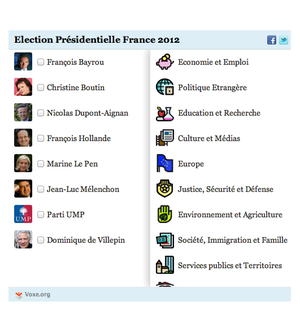 Election Présidentielle France 2012
François Bayrou
Christine Boutin
Nicolas Dupont-Aignan
François Hollande
Marine Le Pen
Jean-Luc Mélenchon
UMP
Parti UMP
Dominique de Villepin
Economie et Emploi
Politique Etrangère
Education et Recherche
Culture et Médias
Europe
Justice, Sécurité et Défense
Environnement et Agriculture
Société, Immigration et Famille
Services publics et Territoires
Voxe.org